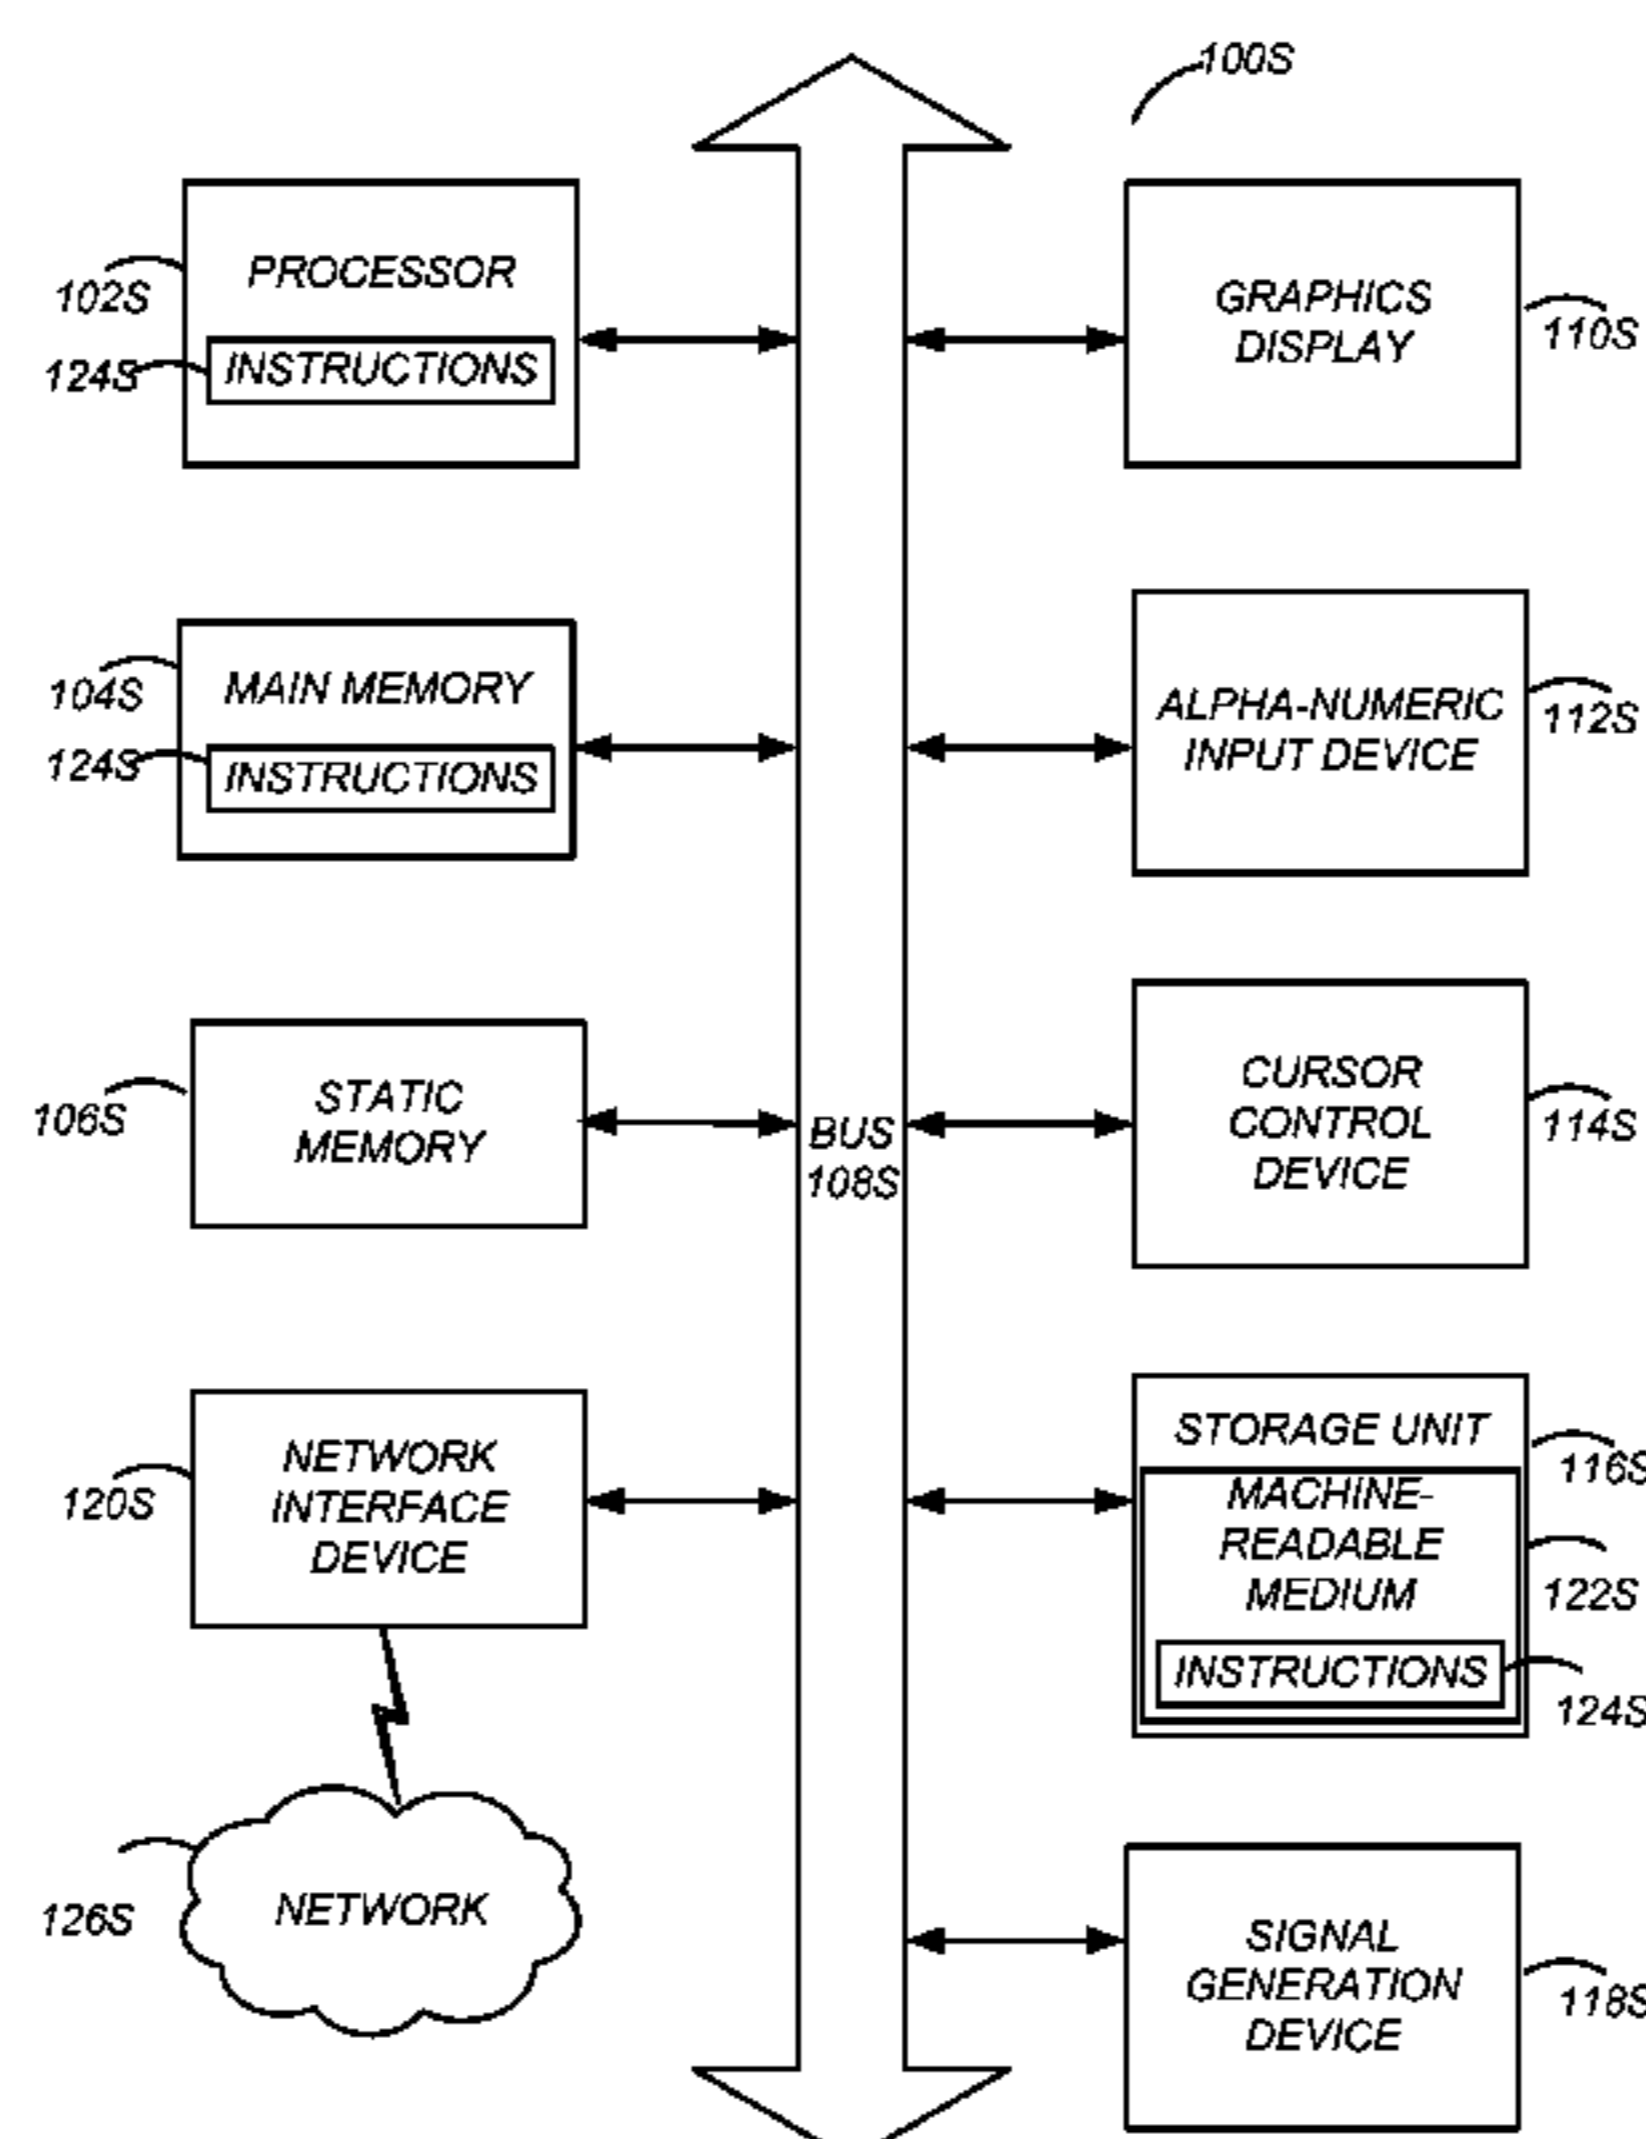 100S
PROCESSOR
102S
INSTRUCTIONS
124S
GRAPHICS
DISPLAY
110S
MAIN MEMORY
104S
INSTRUCTIONS
124S
ALPHA-NUMERIC
INPUT DEVICE
112S
STATIC
MEMORY
106S
BUS
108S
CURSOR
CONTROL
DEVICE
114S
NETWORK
INTERFACE
DEVICE
120S
STORAGE UNIT
116S
MACHINE-
READABLE
MEDIUM
122S
INSTRUCTIONS
124S
NETWORK
126S
SIGNAL
GENERATION
DEVICE
118S